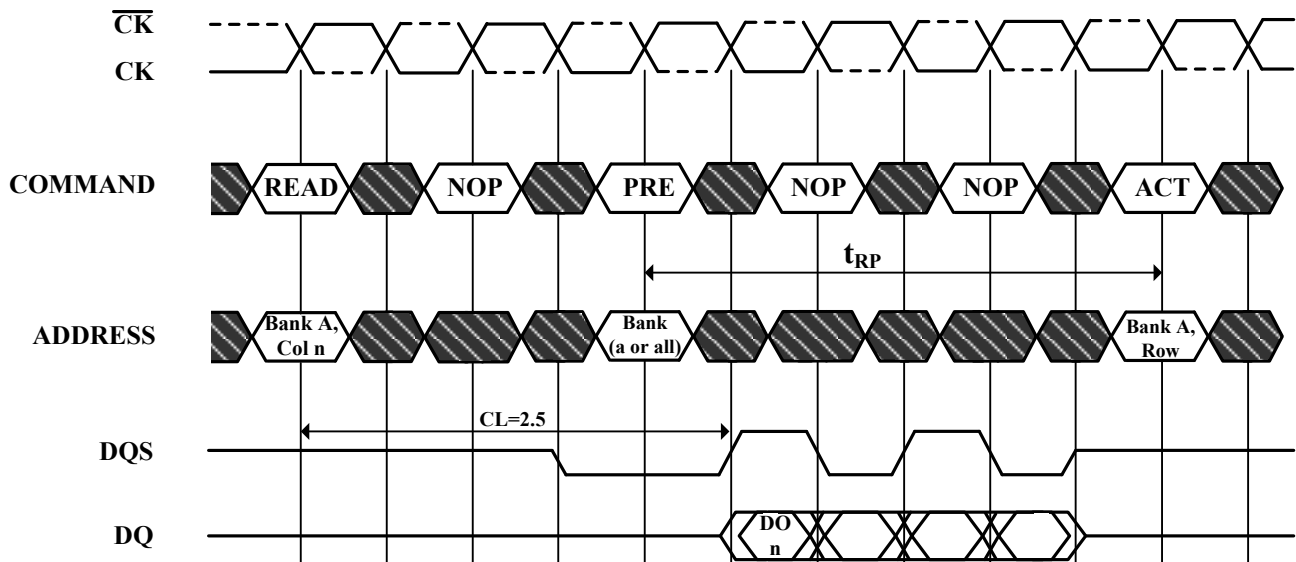 CK
CK
COMMAND READ NOP PRE NOP NOP ACT
tRP
ADDRESS Bank A, Col n Bank (a or all) Bank A, Row
CL=2.5
DQS
DQ DO n